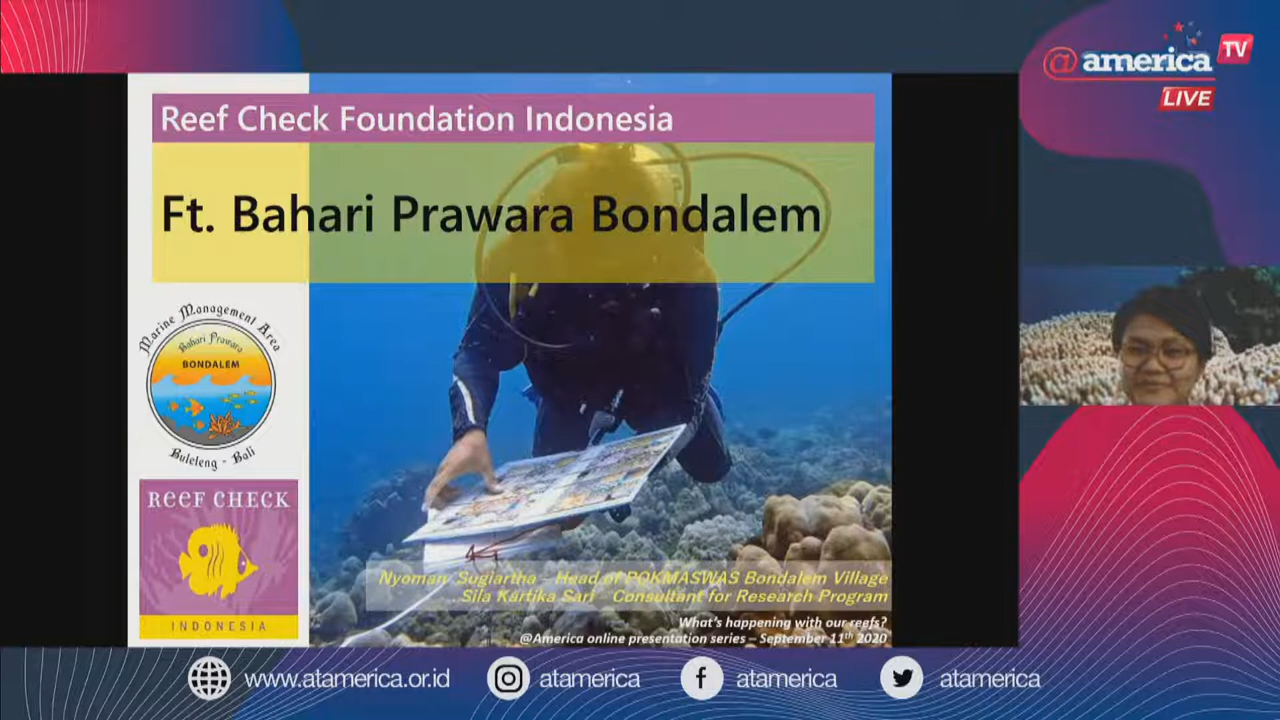 @america TV
LIVE
Reef Check Foundation Indonesia
Ft. Bahari Prawara Bondalem
Marine Management Area
Bahari Prawara
BONDALEM
Buleleng - Bali
REEF CHECK
INDONESIA
Nyoman Sugiartha – Head of POKMASWAS Bondalem Village
Sila Kartika Sari – Consultant for Research Program
What's happening with our reefs?
@America online presentation series – September 11th 2020
www.atamerica.or.id
atamerica
atamerica
atamerica